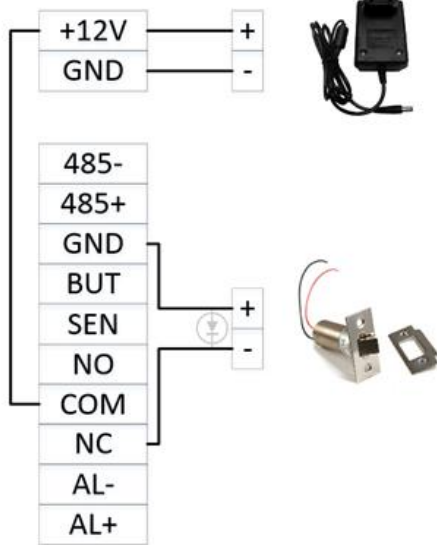 +12V
+
GND
-
485-
485+
GND
BUT
+
SEN
-
NO
COM
NC
AL-
AL+